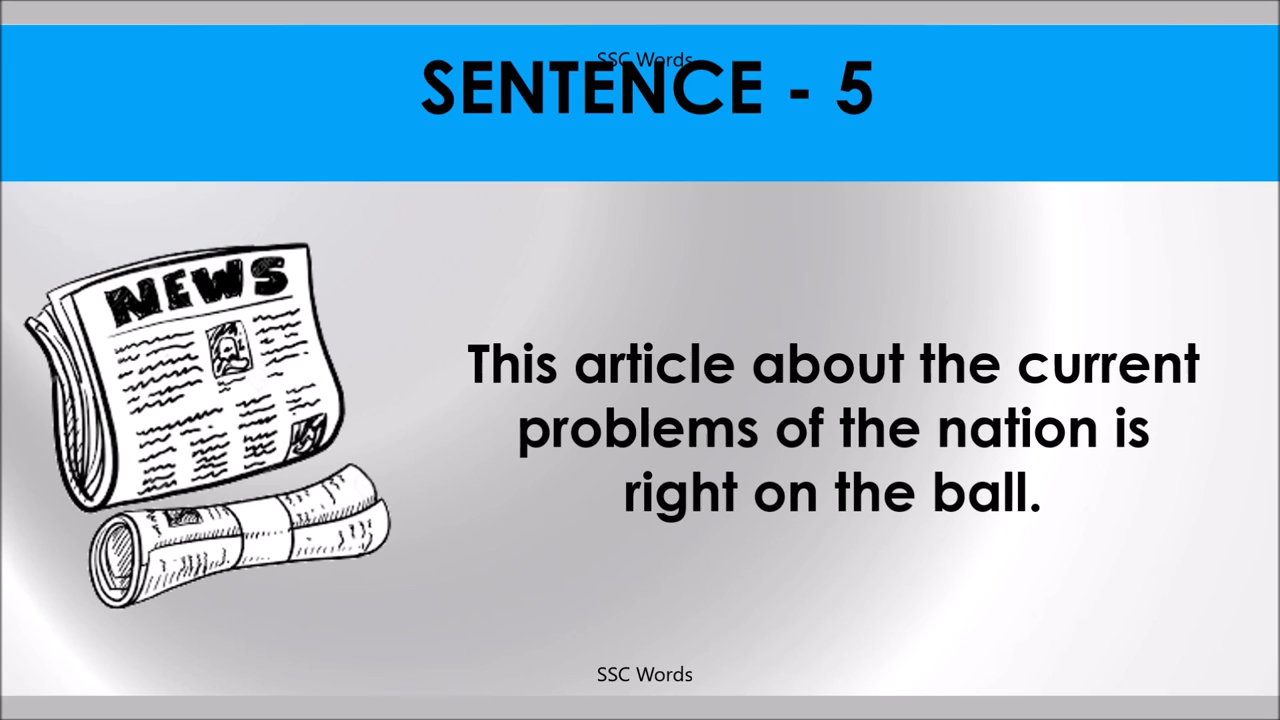 SSC Words
SENTENCE - 5
NEWS
This article about the current
problems of the nation is
right on the ball.
SSC Words